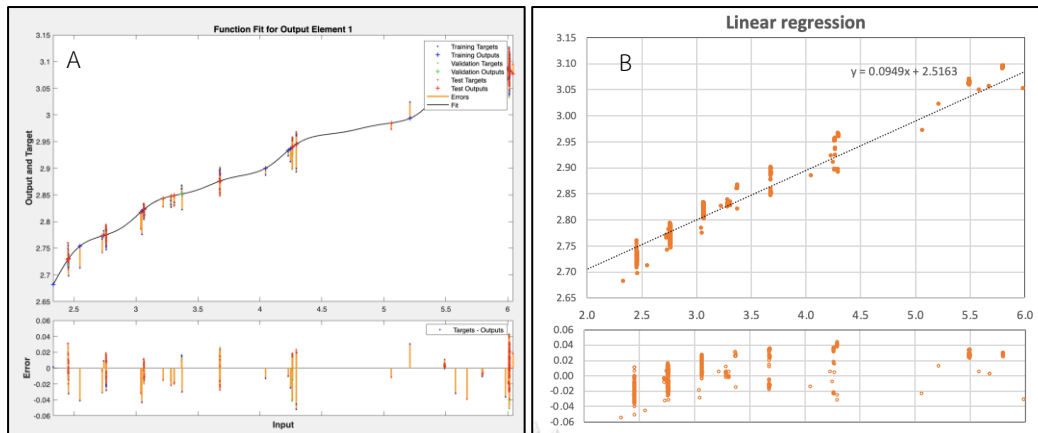 A
Function Fit for Output Element 1
3.15
3.1
3.05
3
2.95
2.9
2.85
2.8
2.75
2.7
2.65
Output and Target
Training Targets
Training Outputs
Validation Targets
Validation Outputs
Test Targets
Test Outputs
Errors
Fit
2.5 3 3.5 4 4.5 5 5.5 6
0.06
0.04
0.02
0
-0.02
-0.04
-0.06
Error
Targets - Outputs
Input
Linear regression
B
y = 0.0949x + 2.5163
3.15
3.10
3.05
3.00
2.95
2.90
2.85
2.80
2.75
2.70
2.65
2.0 2.5 3.0 3.5 4.0 4.5 5.0 5.5 6.0
0.06
0.04
0.02
0.00
-0.02
-0.04
-0.06